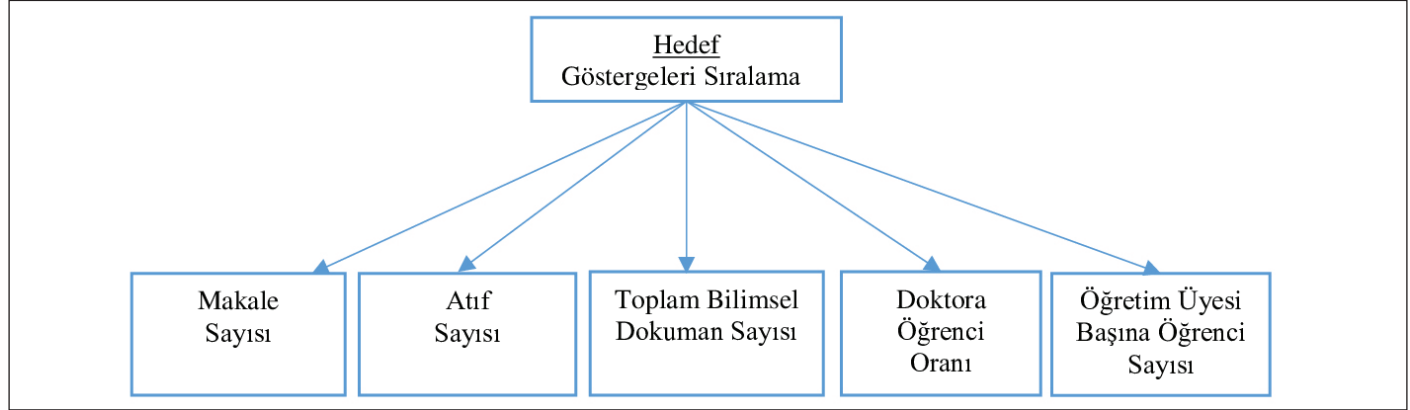 Hedef
Göstergeleri Sıralama
Makale
Sayısı
Atıf
Sayısı
Toplam Bilimsel
Dokuman Sayısı
Doktora
Öğrenci
Oranı
Öğretim Üyesi
Başına Öğrenci
Sayısı